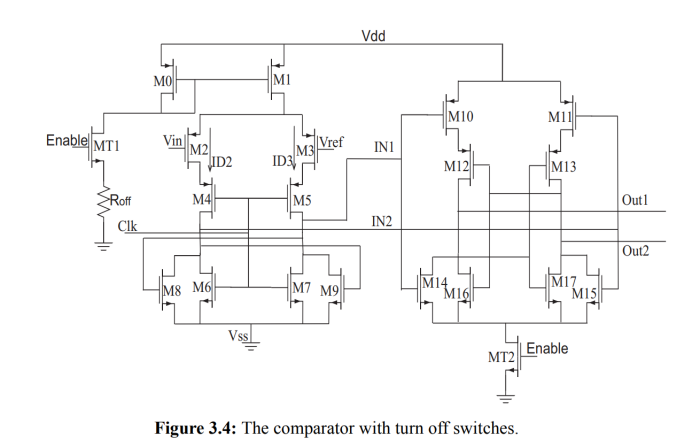 Vdd
M0 M1 M10 M11
Enable MT1 Vin M2 ID2 ID3 M3 Vref IN1 M12 M13
Roff M4 M5 Out1
Clk IN2
Out2
M8 M6 M7 M9 M14 M16 M17 M15
Vss
MT2 Enable
Figure 3.4: The comparator with turn off switches.